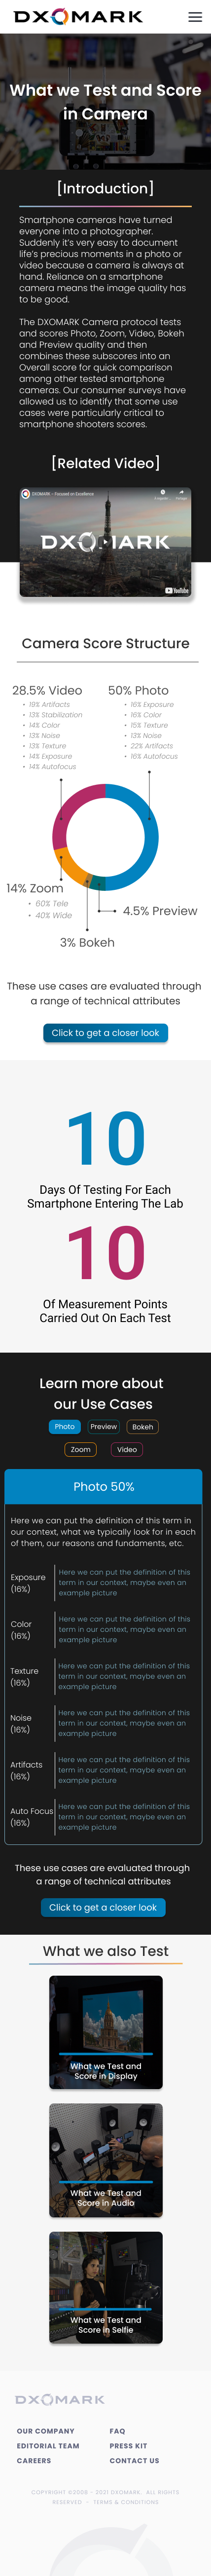 DXOMARK
What we Test and Score
in Camera
[Introduction]
Smartphone cameras have turned
everyone into a photographer.
Suddenly it's very easy to document
life's precious moments in a photo or
video because a camera is always at
hand. Reliance on a smartphone
camera means the image quality has
to be good.
The DXOMARK Camera protocol tests
and scores Photo, Zoom, Video, Bokeh
and Preview quality and then
combines these subscores into an
Overall score for quick comparison
among other tested smartphone
cameras. Our consumer surveys have
allowed us to identify that some use
cases were particularly critical to
smartphone shooters scores.
[Related Video]
DXOMARK - Focused on Excellence
DXOMARK
YouTube
Camera Score Structure
28.5% Video
• 18% Artifacts
• 13% Stabilization
• 14% Color
• 13% Noise
• 13% Texture
• 14% Exposure
• 14% Autofocus
50% Photo
• 16% Exposure
• 16% Color
• 15% Texture
• 13% Noise
• 22% Artifacts
• 16% Autofocus
14% Zoom
• 60% Tele
• 40% Wide
4.5% Preview
3% Bokeh
These use cases are evaluated through
a range of technical attributes
Click to get a closer look
10
Days Of Testing For Each
Smartphone Entering The Lab
10
Of Measurement Points
Carried Out On Each Test
Learn more about
our Use Cases
Photo Preview Bokeh
Zoom Video
Photo 50%
Here we can put the definition of this term in
our context, what we typically look for in each
of them, our reasons and fundaments, etc.
Exposure
(16%)
Here we can put the definition of this
term in our context, maybe even an
example picture
Color
(16%)
Here we can put the definition of this
term in our context, maybe even an
example picture
Texture
(16%)
Here we can put the definition of this
term in our context, maybe even an
example picture
Noise
(16%)
Here we can put the definition of this
term in our context, maybe even an
example picture
Artifacts
(16%)
Here we can put the definition of this
term in our context, maybe even an
example picture
Auto Focus
(16%)
Here we can put the definition of this
term in our context, maybe even an
example picture
These use cases are evaluated through
a range of technical attributes
Click to get a closer look
What we also Test
What we Test and
Score in Display
What we Test and
Score in Audio
What we Test and
Score in Selfie
DXOMARK
OUR COMPANY
EDITORIAL TEAM
CAREERS
FAQ
PRESS KIT
CONTACT US
COPYRIGHT ©2008 - 2021 DXOMARK, ALL RIGHTS
RESERVED – TERMS & CONDITIONS